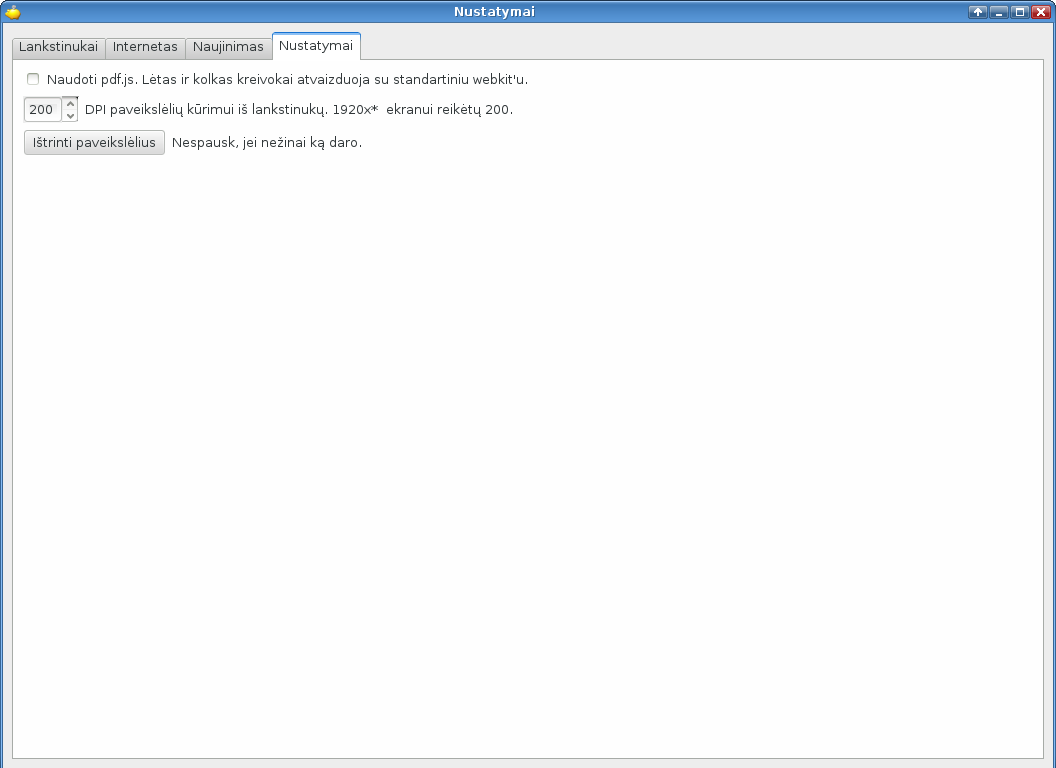 Nustatymai
Lankstinukai Internetas Naujinimas Nustatymai
Naudoti pdf.js. Lėtas ir kolkas kreivokai atvaizduoja su standartiniu webkit'u.
200 DPI paveikslėlių kūrimui iš lankstinukų. 1920x* ekranui reikėtų 200.
Ištrinti paveikslėlius Nespausk, jei nežinai ką daro.